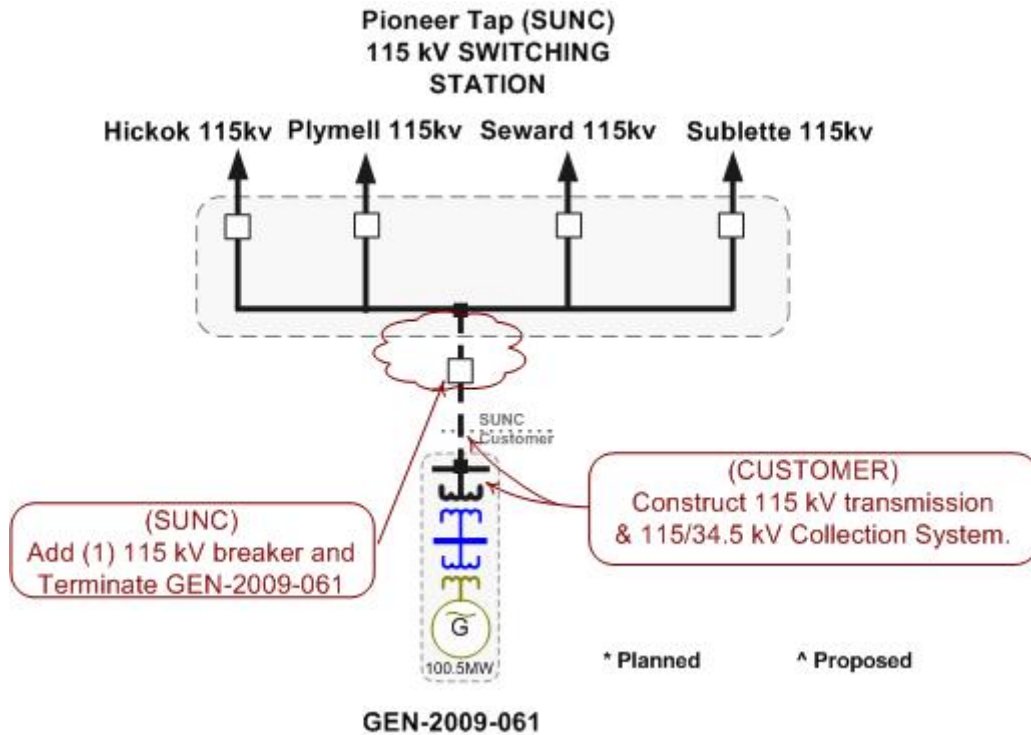 Pioneer Tap (SUNC)
115 kV SWITCHING
STATION
Hickok 115kv Plymell 115kv Seward 115kv Sublette 115kv
SUNC
Customer
(SUNC)
Add (1) 115 kV breaker and
Terminate GEN-2009-061
(CUSTOMER)
Construct 115 kV transmission
& 115/34.5 kV Collection System.
G
100.5MW
* Planned ^ Proposed
GEN-2009-061